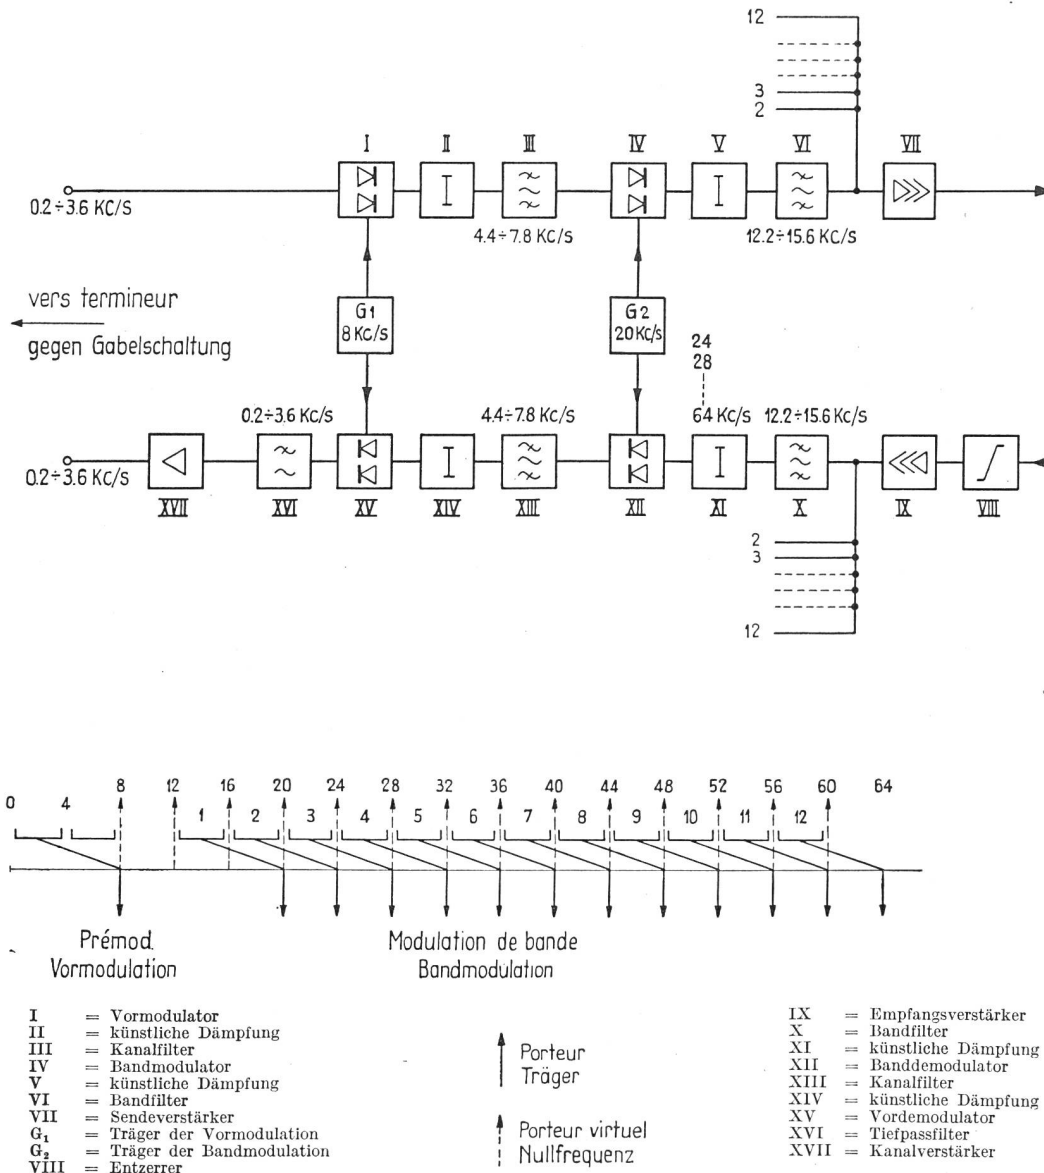 12
3
2
I II III IV V VI VII
0.2÷3.6 KC/S
4.4÷7.8 KC/S
12.2÷15.6 KC/S
vers termineur
gegen Gabelschaltung
G1
8 KC/S
G2
20 KC/S
24
28
64 KC/S
0.2÷3.6 KC/S
4.4÷7.8 KC/S
12.2÷15.6 KC/S
0.2÷3.6 KC/S
XVII XVI XV XIV XIII XII XI X IX VIII
2
3
12
0 4 8 12 16 20 24 28 32 36 40 44 48 52 56 60 64
1 2 3 4 5 6 7 8 9 10 11 12
Prémod.
Vormodulation
Modulation de bande
Bandmodulation
I = Vormodulator
II = künstliche Dämpfung
III = Kanalfilter
IV = Bandmodulator
V = künstliche Dämpfung
VI = Bandfilter
VII = Sendeverstärker
G₁ = Träger der Vormodulation
G₂ = Träger der Bandmodulation
VIII = Entzerrer
Porteur
Träger
Porteur virtuel
Nullfrequenz
IX = Empfangsverstärker
X = Bandfilter
XI = künstliche Dämpfung
XII = Banddemodulator
XIII = Kanalfilter
XIV = künstliche Dämpfung
XV = Vordemodulator
XVI = Tiefpassfilter
XVII = Kanalverstärker